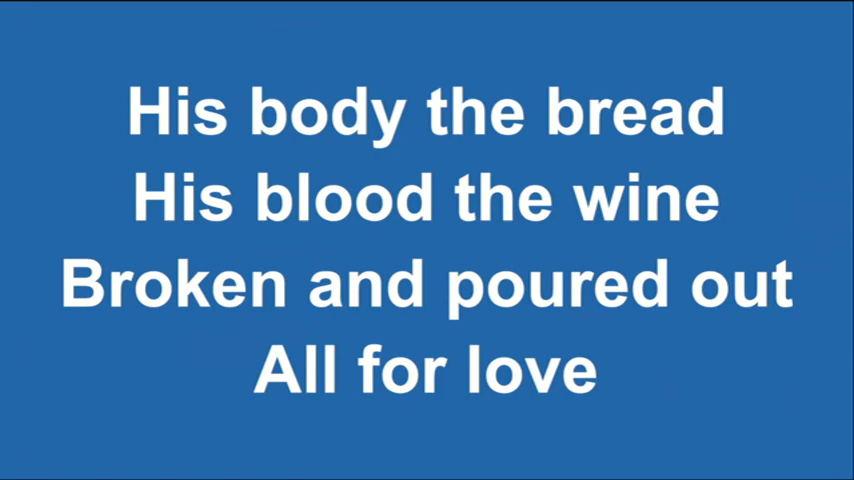 His body the bread
His blood the wine
Broken and poured out
All for love